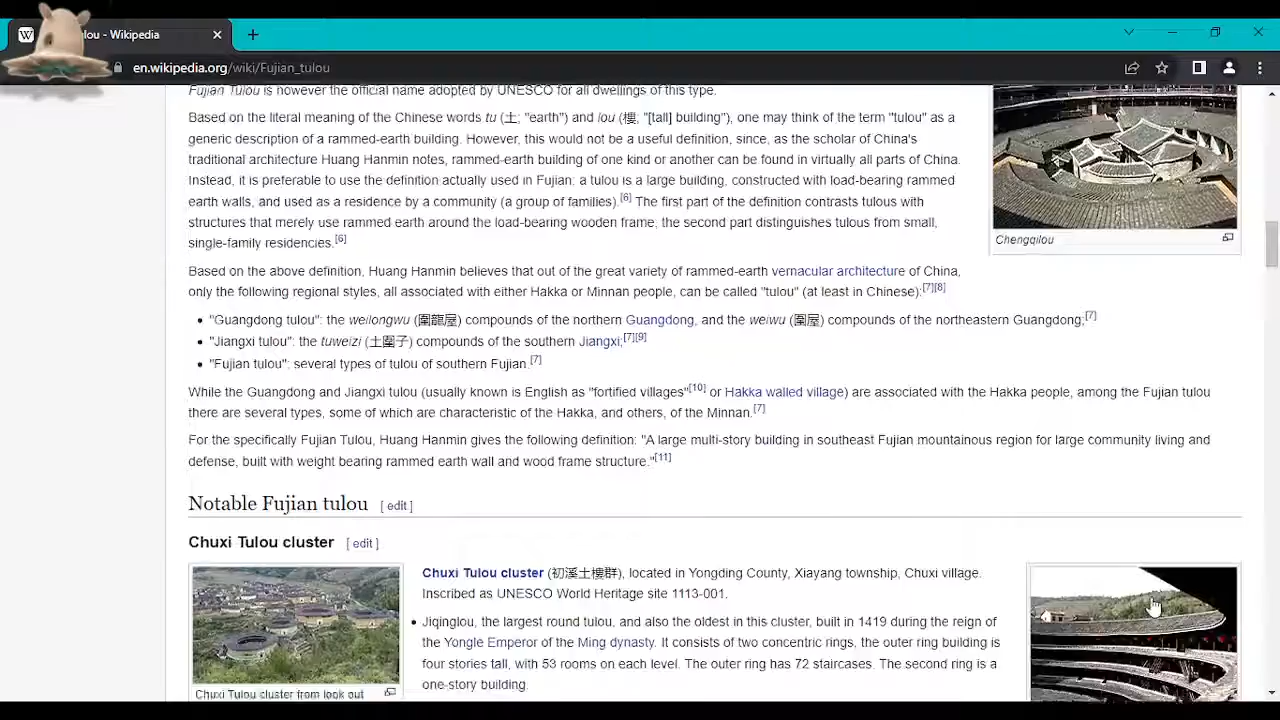 lou - Wikipedia
en.wikipedia.org/wiki/Fujian_tulou
Fujian Tulou is however the official name adopted by UNESCO for all dwellings of this type.
Based on the literal meaning of the Chinese words tu (土; "earth") and lou (樓; "[tall] building"), one may think of the term "tulou" as a
generic description of a rammed-earth building. However, this would not be a useful definition, since, as the scholar of China's
traditional architecture Huang Hanmin notes, rammed-earth building of one kind or another can be found in virtually all parts of China.
Instead, it is preferable to use the definition actually used in Fujian: a tulou is a large building, constructed with load-bearing rammed
earth walls, and used as a residence by a community (a group of families).[6] The first part of the definition contrasts tulous with
structures that merely use rammed earth around the load-bearing wooden frame; the second part distinguishes tulous from small,
single-family residencies.[6]
Chengqilou
Based on the above definition, Huang Hanmin believes that out of the great variety of rammed-earth vernacular architecture of China,
only the following regional styles, all associated with either Hakka or Minnan people, can be called "tulou" (at least in Chinese):[7][8]
• "Guangdong tulou": the weilongwu (圍龍屋) compounds of the northern Guangdong, and the weiwu (圍屋) compounds of the northeastern Guangdong;[7]
• "Jiangxi tulou": the tuweizi (土圍子) compounds of the southern Jiangxi;[7][9]
• "Fujian tulou": several types of tulou of southern Fujian.[7]
While the Guangdong and Jiangxi tulou (usually known is English as "fortified villages"[10] or Hakka walled village) are associated with the Hakka people, among the Fujian tulou
there are several types, some of which are characteristic of the Hakka, and others, of the Minnan.[7]
For the specifically Fujian Tulou, Huang Hanmin gives the following definition: "A large multi-story building in southeast Fujian mountainous region for large community living and
defense, built with weight bearing rammed earth wall and wood frame structure."[11]
Notable Fujian tulou [ edit ]
Chuxi Tulou cluster [ edit ]
Chuxi Tulou cluster (初溪土樓群), located in Yongding County, Xiayang township, Chuxi village.
Inscribed as UNESCO World Heritage site 1113-001.
• Jiqinglou, the largest round tulou, and also the oldest in this cluster, built in 1419 during the reign of
the Yongle Emperor of the Ming dynasty. It consists of two concentric rings, the outer ring building is
four stories tall, with 53 rooms on each level. The outer ring has 72 staircases. The second ring is a
one-story building.
Chuxi Tulou cluster from look out